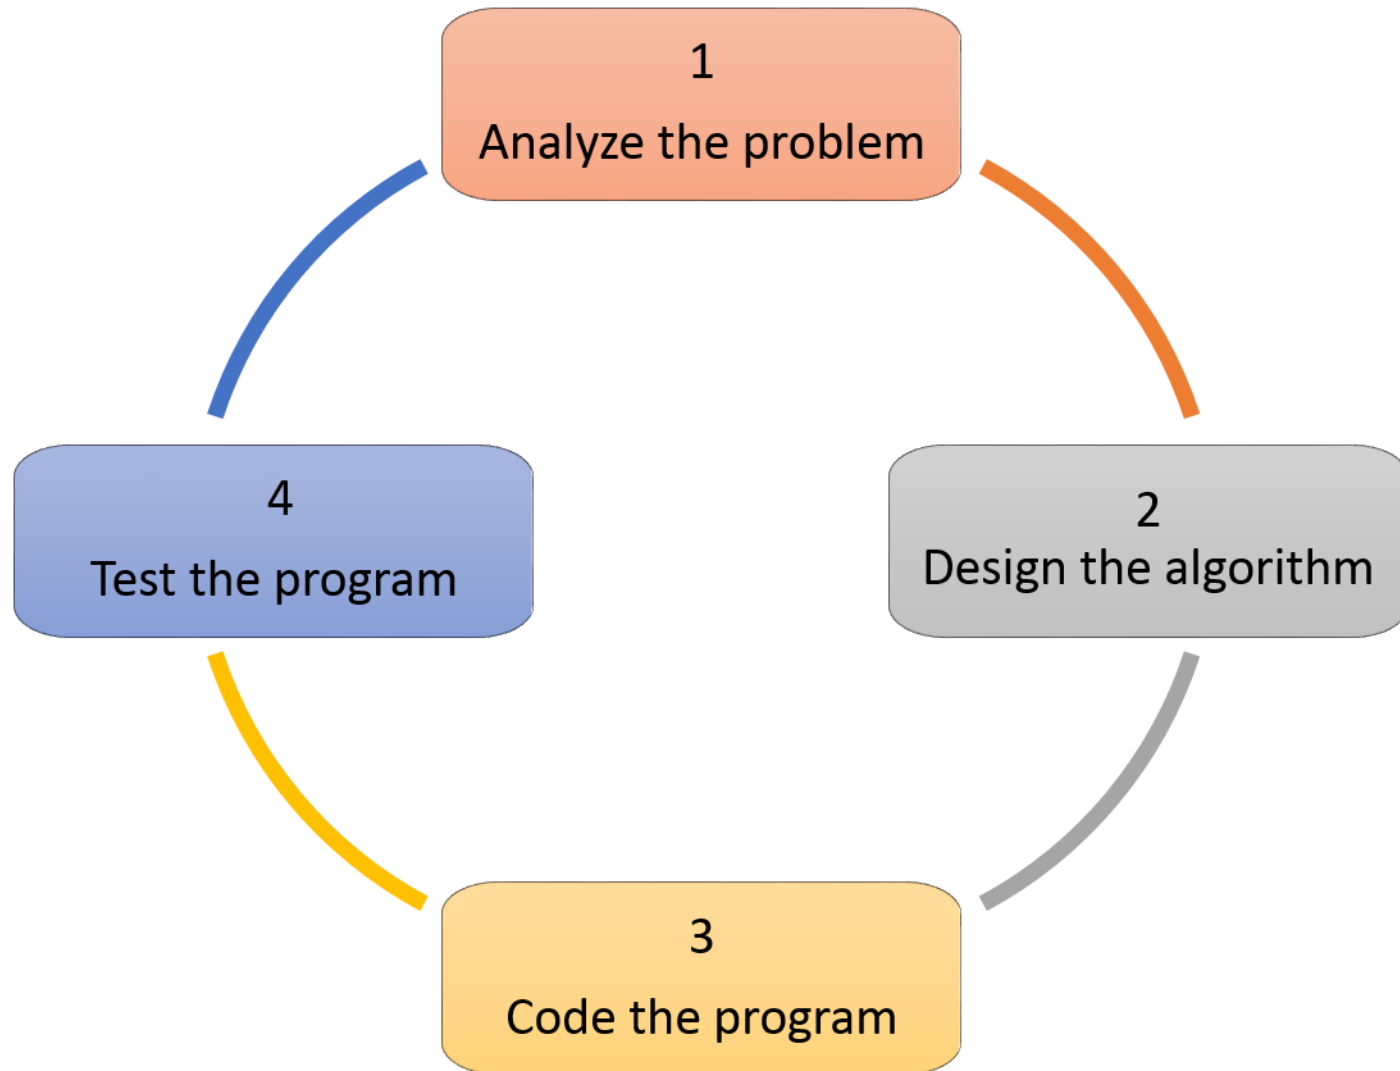 1
Analyze the problem
2
Design the algorithm
3
Code the program
4
Test the program